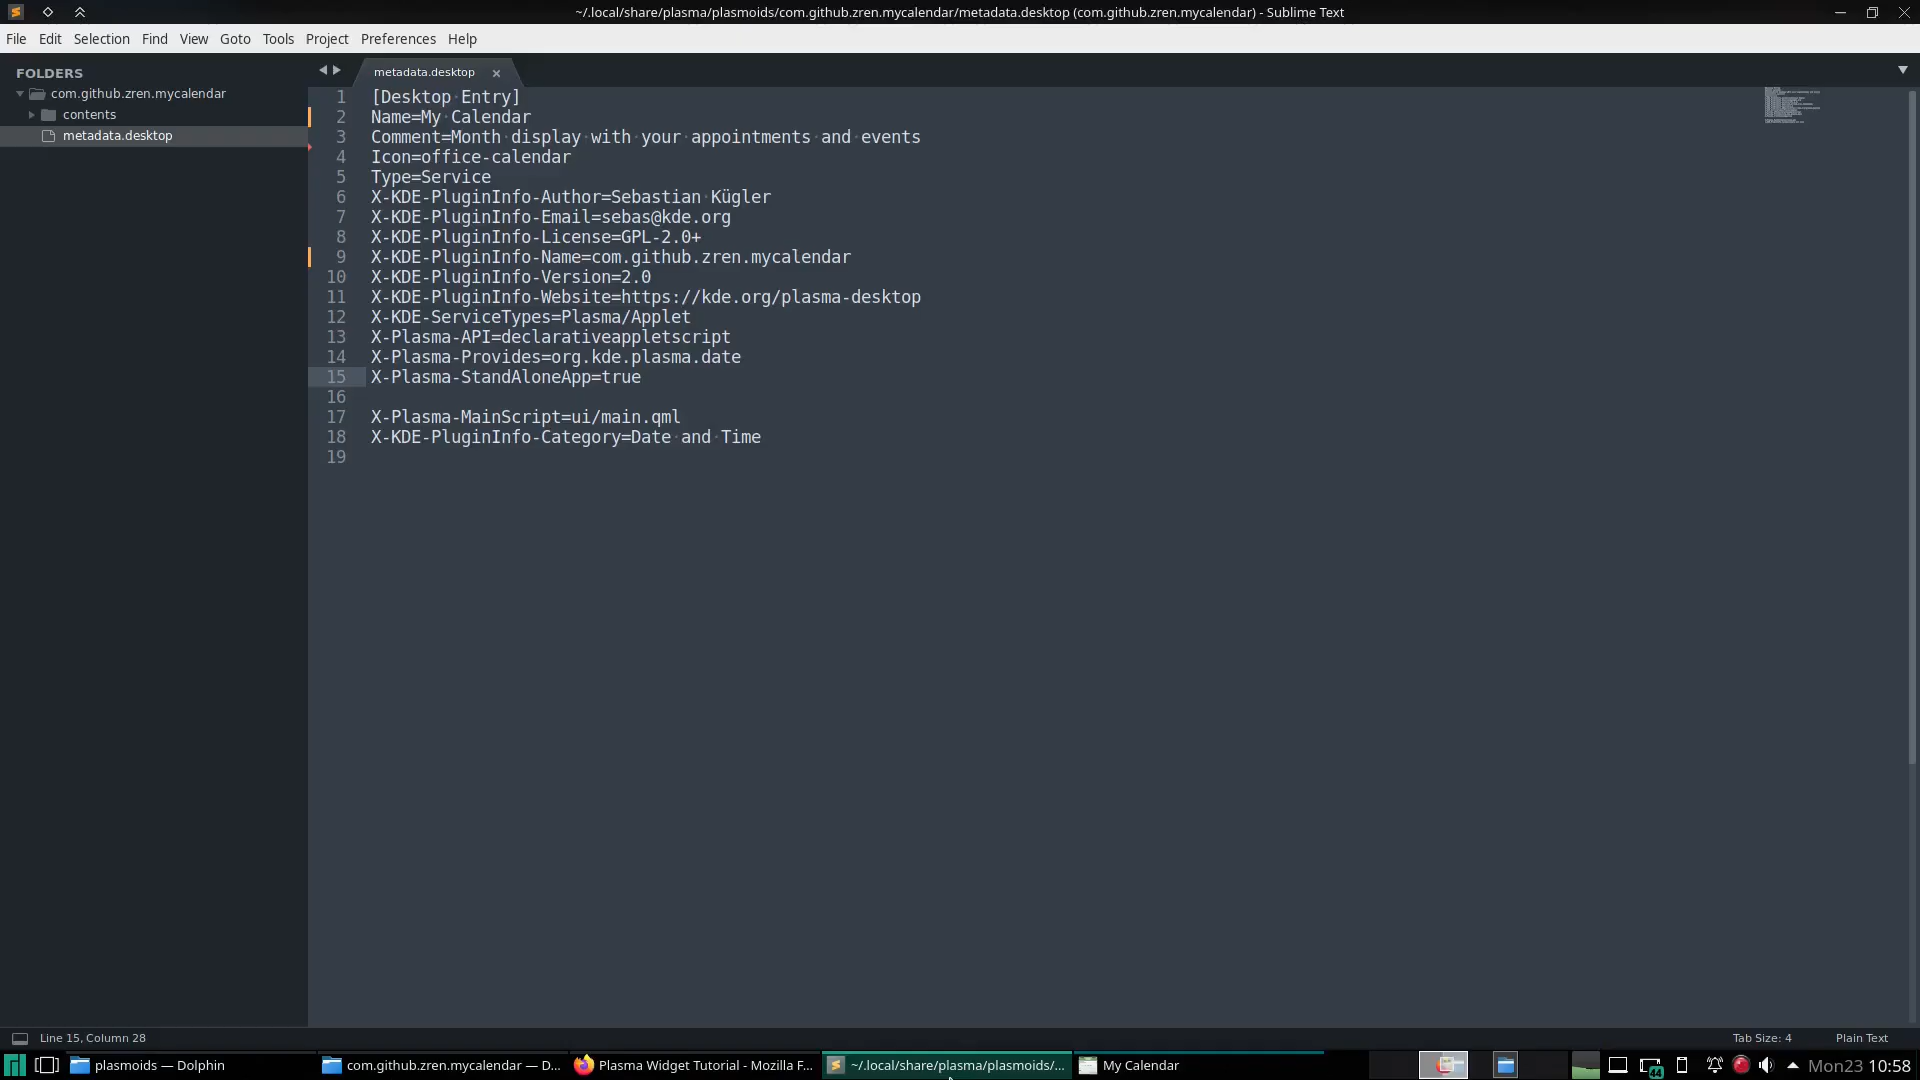 ~/.local/share/plasma/plasmoids/com.github.zren.mycalendar/metadata.desktop (com.github.zren.mycalendar) - Sublime Text
File Edit Selection Find View Goto Tools Project Preferences Help
FOLDERS
com.github.zren.mycalendar
contents
metadata.desktop
metadata.desktop
1 [Desktop Entry]
2 Name=My Calendar
3 Comment=Month display with your appointments and events
4 Icon=office-calendar
5 Type=Service
6 X-KDE-PluginInfo-Author=Sebastian Kügler
7 X-KDE-PluginInfo-Email=sebas@kde.org
8 X-KDE-PluginInfo-License=GPL-2.0+
9 X-KDE-PluginInfo-Name=com.github.zren.mycalendar
10 X-KDE-PluginInfo-Version=2.0
11 X-KDE-PluginInfo-Website=https://kde.org/plasma-desktop
12 X-KDE-ServiceTypes=Plasma/Applet
13 X-Plasma-API=declarativeappletscript
14 X-Plasma-Provides=org.kde.plasma.date
15 X-Plasma-StandAloneApp=true
16
17 X-Plasma-MainScript=ui/main.qml
18 X-KDE-PluginInfo-Category=Date and Time
19
Line 15, Column 28
Tab Size: 4 Plain Text
plasmoids — Dolphin com.github.zren.mycalendar — D... Plasma Widget Tutorial - Mozilla F... ~/.local/share/plasma/plasmoids/... My Calendar 44 Mon23 10:58